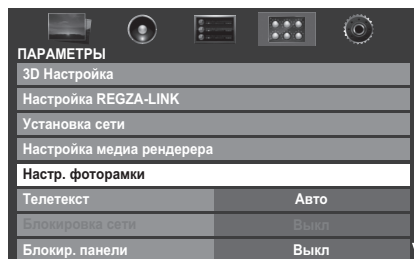 ПАРАМЕТРЫ
3D Настройка
Настройка REGZA-LINK
Установка сети
Настройка медиа рендерера
Настр. фоторамки
Телетекст Авто
Блокировка сети Выкл
Блокир. панели Выкл